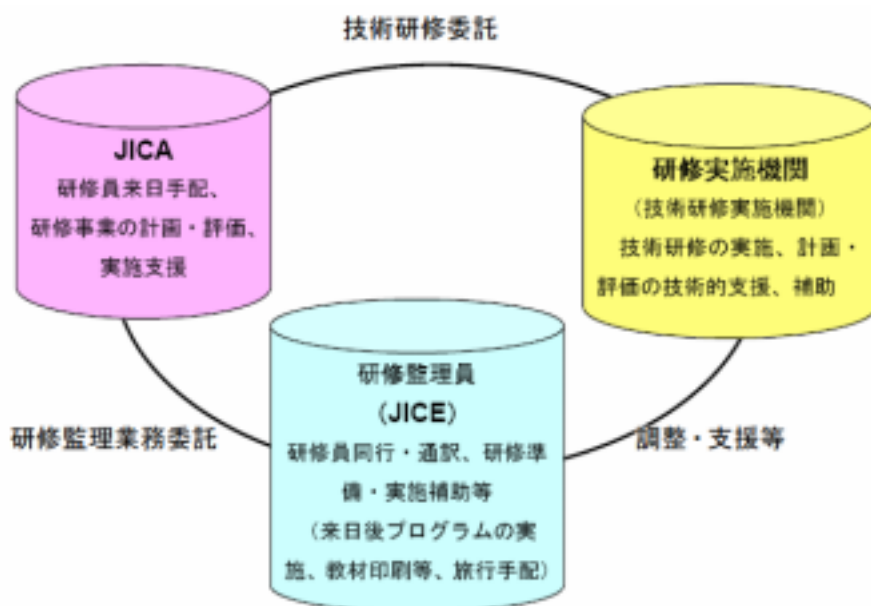 技術研修委託
JICA
研修員来日手配、
研修事業の計画・評価、
実施支援
研修実施機関
（技術研修実施機関）
技術研修の実施、計画・
評価の技術的支援、補助
研修監理員
（JICE）
研修員同行・通訳、研修準
備・実施補助等
（来日後プログラムの実
施、教材印刷等、旅行手配）
研修監理業務委託
調整・支援等